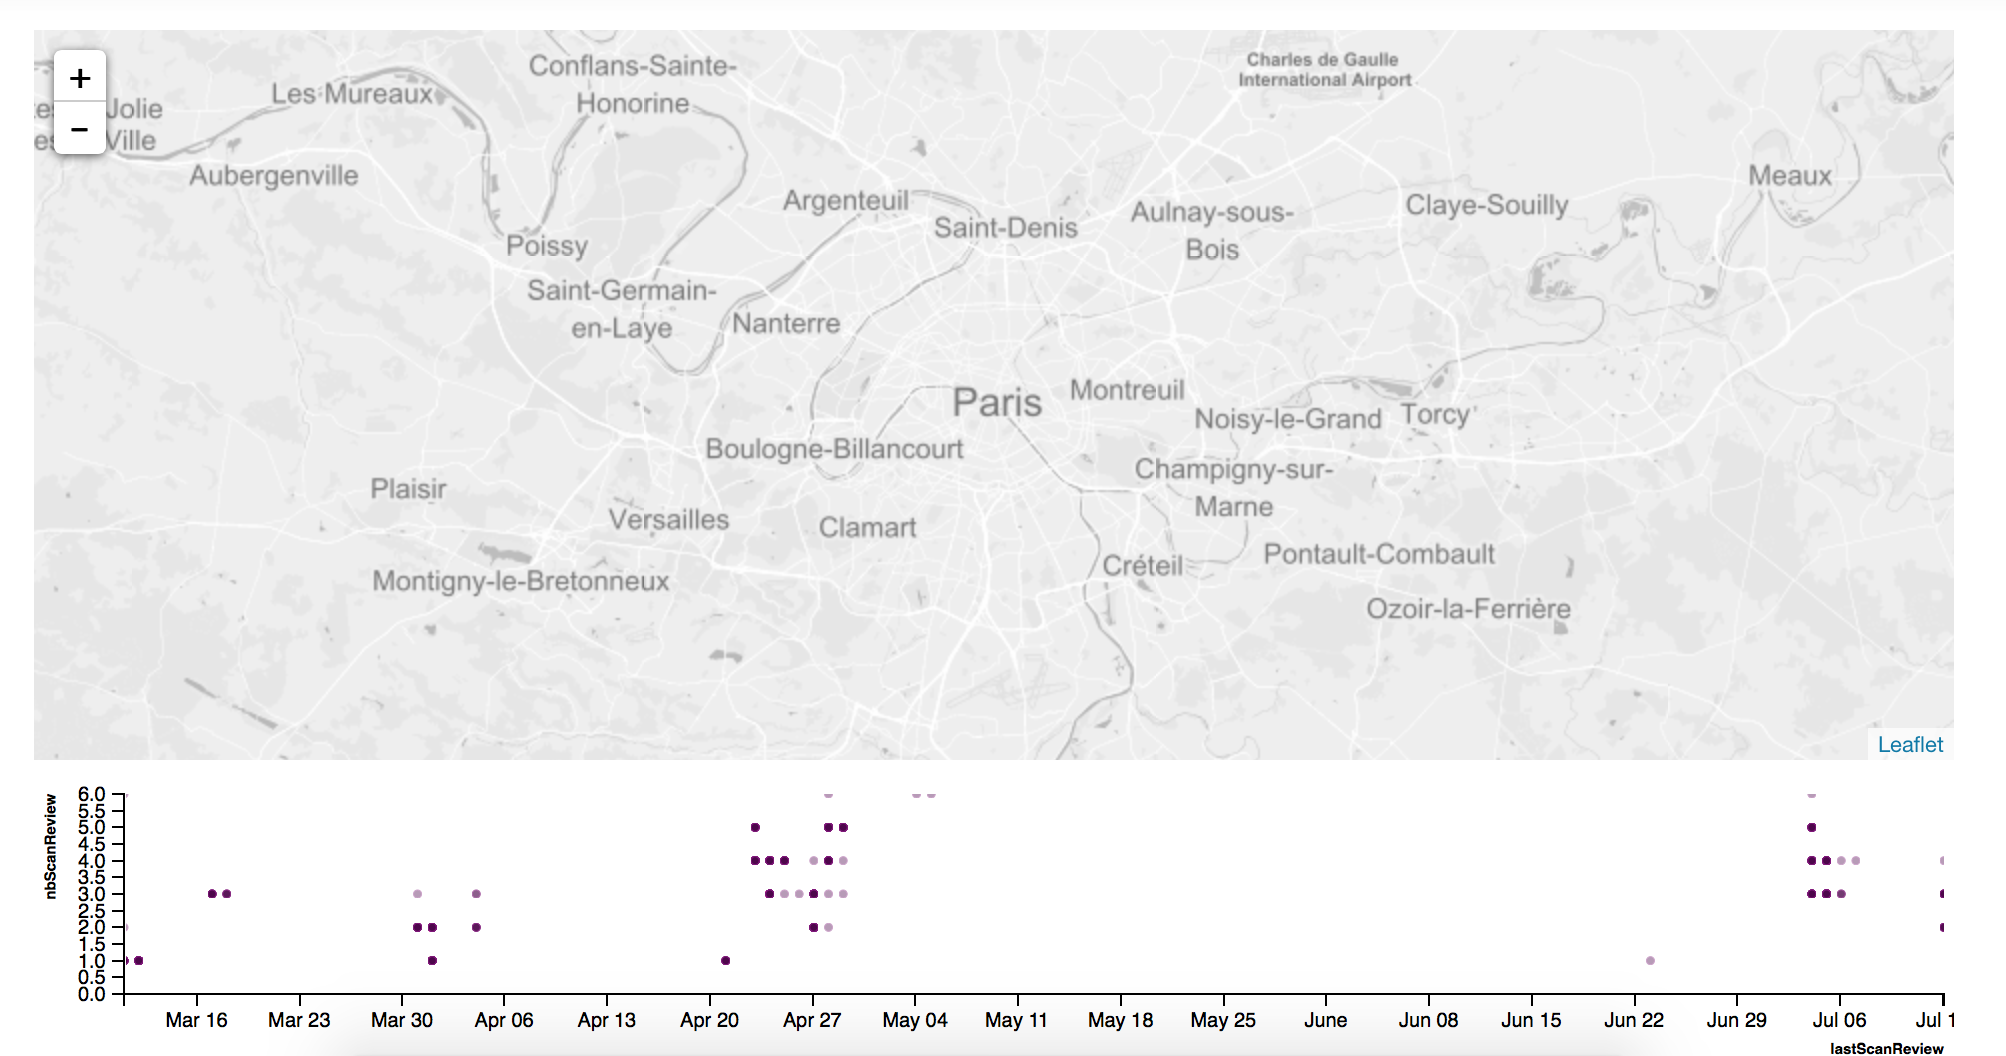 +
−
Conflans-Sainte-
Honorine
Charles de Gaulle
International Airport
Les Mureaux
Jolie
Ville
Aubergenville
Meaux
Argenteuil
Saint-Denis
Aulnay-sous-
Bois
Claye-Souilly
Poissy
Saint-Germain-
en-Laye
Nanterre
Paris
Montreuil
Noisy-le-Grand
Torcy
Boulogne-Billancourt
Champigny-sur-
Marne
Plaisir
Versailles
Clamart
Créteil
Pontault-Combault
Montigny-le-Bretonneux
Ozoir-la-Ferrière
Leaflet
nbScanReview
6.0
5.5
5.0
4.5
4.0
3.5
3.0
2.5
2.0
1.5
1.0
0.5
0.0
Mar 16 Mar 23 Mar 30 Apr 06 Apr 13 Apr 20 Apr 27 May 04 May 11 May 18 May 25 June Jun 08 Jun 15 Jun 22 Jun 29 Jul 06 Jul 1
lastScanReview